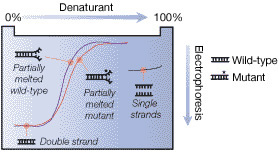 Denaturant
0%
100%
Partially
melted
wild-type
Partially
melted
mutant
Single
strands
Double strand
Electrophoresis
Wild-type
Mutant